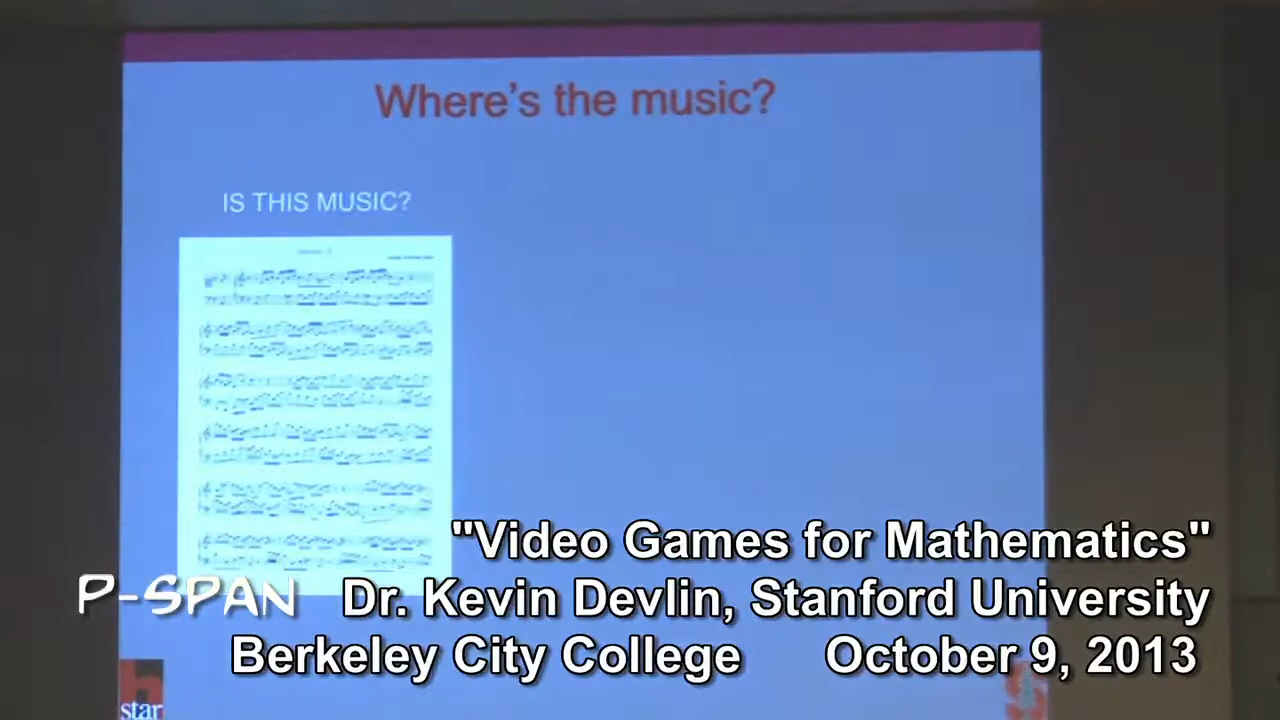 Where's the music?
IS THIS MUSIC?
"Video Games for Mathematics"
P-SPAN
Dr. Kevin Devlin, Stanford University
Berkeley City College
October 9, 2013
h
star